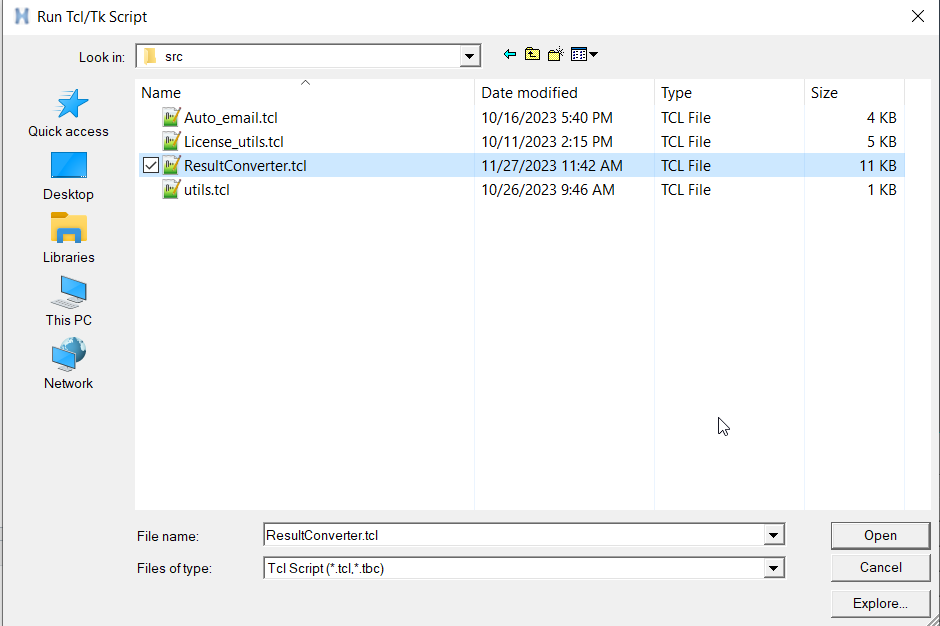 Run Tcl/Tk Script
Look in: src
Name Date modified Type Size
Auto_email.tcl 10/16/2023 5:40 PM TCL File 4 KB
License_utils.tcl 10/11/2023 2:15 PM TCL File 5 KB
ResultConverter.tcl 11/27/2023 11:42 AM TCL File 11 KB
utils.tcl 10/26/2023 9:46 AM TCL File 1 KB
Quick access
Desktop
Libraries
This PC
Network
File name: ResultConverter.tcl Open
Files of type: Tcl Script (*.tcl,*.tbc) Cancel
Explore...